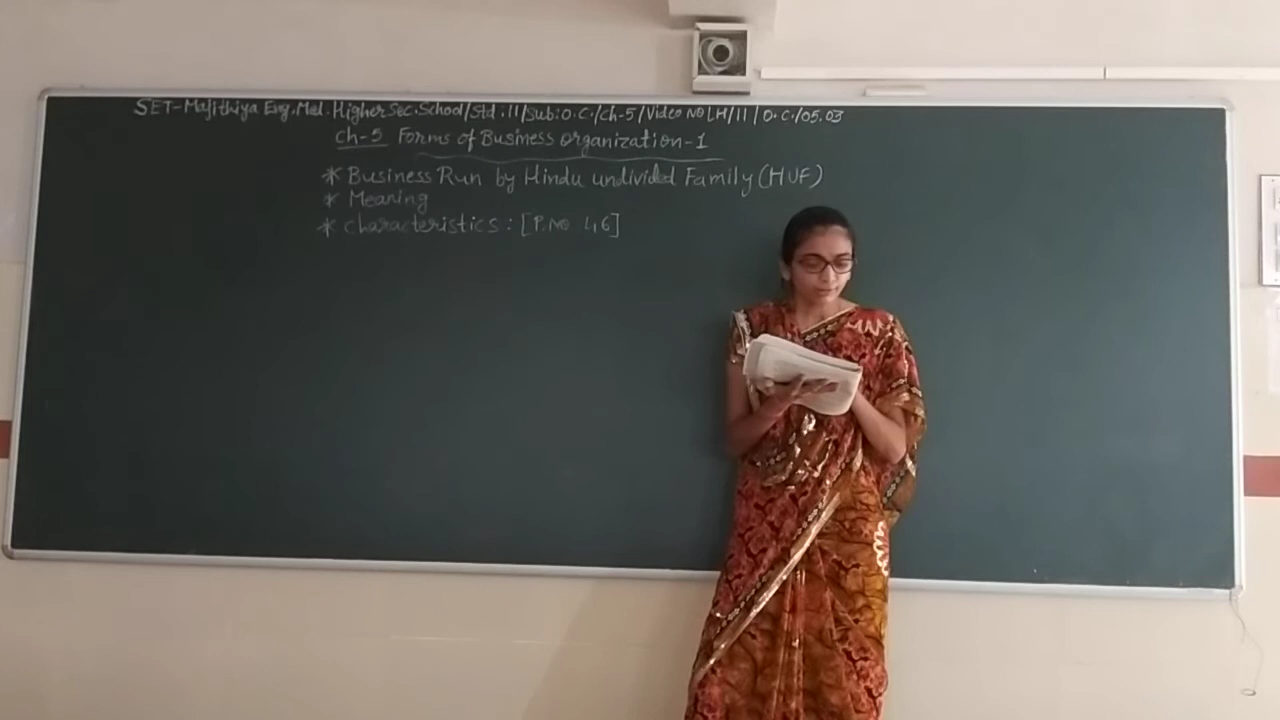 SET-Majithiya Eng. Med. Higher Sec. School/Std:11/Sub:O.C./Ch-5/Video No LH/11/O.C./05.03
Ch-5 Forms of Business organization-1
* Business Run by Hindu undivided Family (HUF)
* Meaning
* Characteristics : [P. No 46]